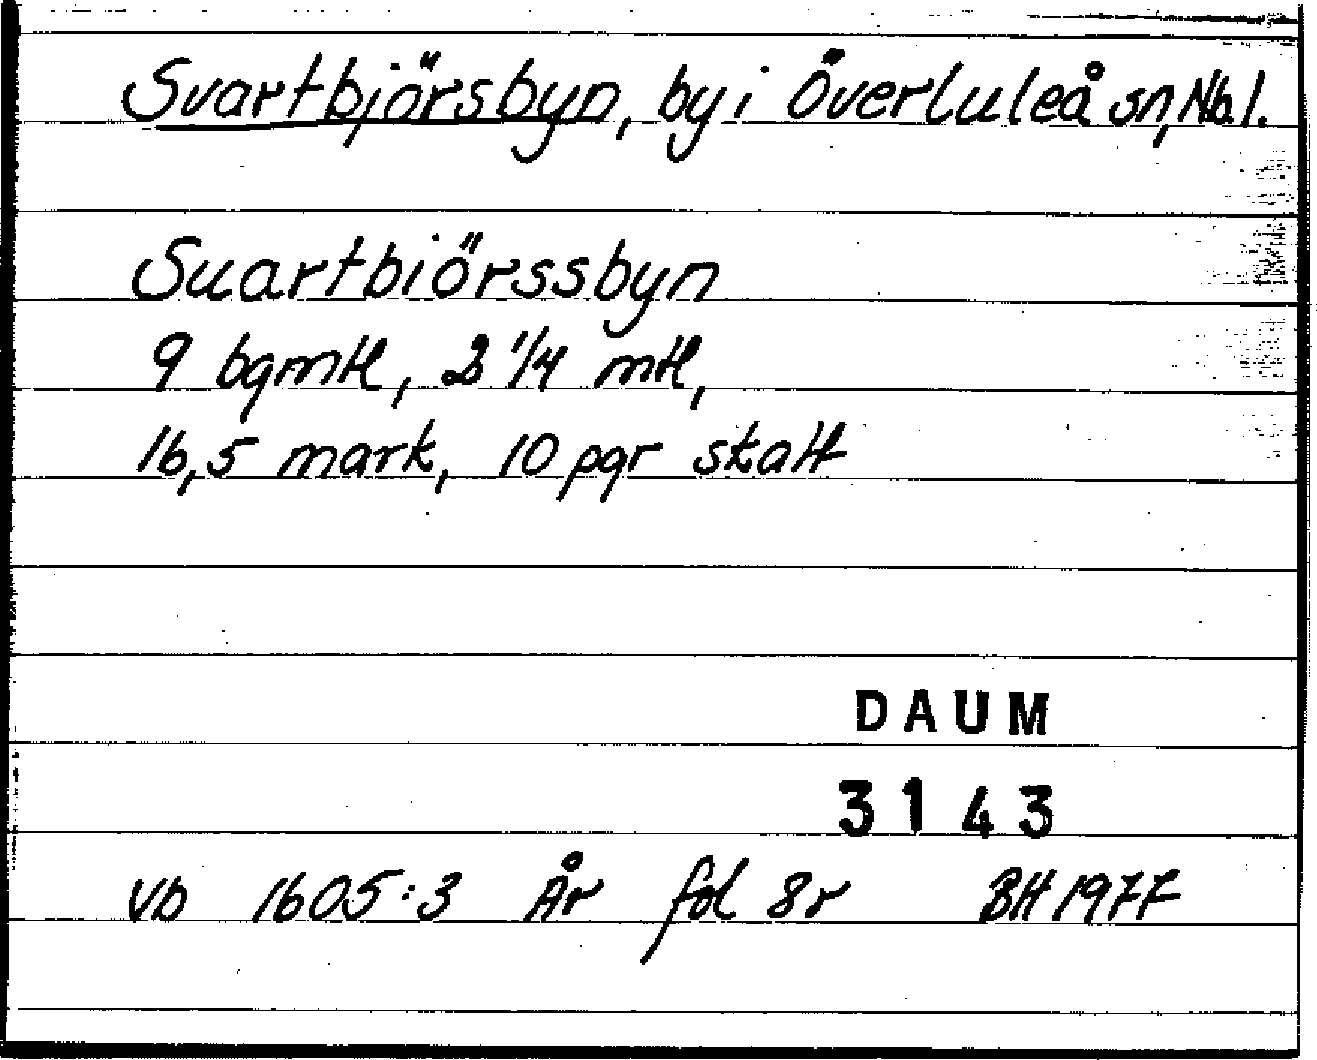 Svartbjörsbyn, by i Överluleå sn, Nb. l.
Suartbiörssbyn
9 bgmtl, 2 1/4 mtl,
16,5 mark, 10 pgr skatt
DAUM
3143
Vb 1605:3 År fol 8r BH 1977